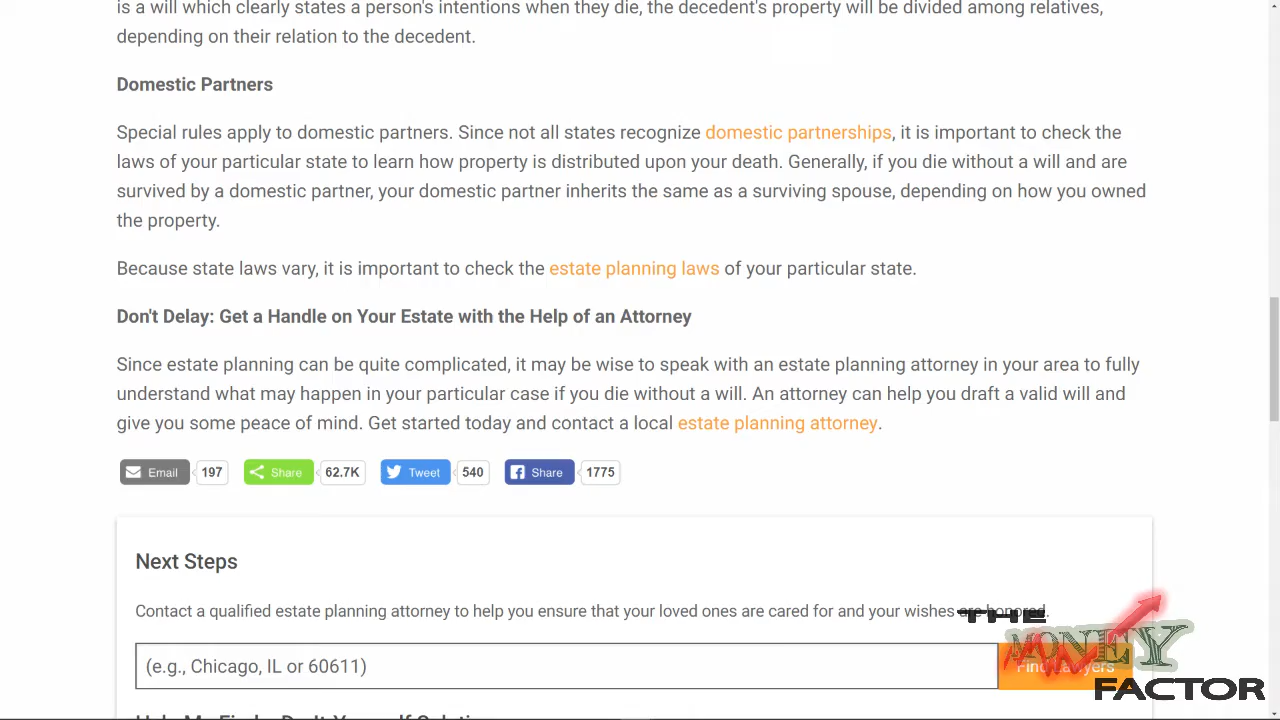 is a will which clearly states a person's intentions when they die, the decedent's property will be divided among relatives,
depending on their relation to the decedent.
Domestic Partners
Special rules apply to domestic partners. Since not all states recognize domestic partnerships, it is important to check the
laws of your particular state to learn how property is distributed upon your death. Generally, if you die without a will and are
survived by a domestic partner, your domestic partner inherits the same as a surviving spouse, depending on how you owned
the property.
Because state laws vary, it is important to check the estate planning laws of your particular state.
Don't Delay: Get a Handle on Your Estate with the Help of an Attorney
Since estate planning can be quite complicated, it may be wise to speak with an estate planning attorney in your area to fully
understand what may happen in your particular case if you die without a will. An attorney can help you draft a valid will and
give you some peace of mind. Get started today and contact a local estate planning attorney.
Email 197 Share 62.7K Tweet 540 Share 1775
Next Steps
Contact a qualified estate planning attorney to help you ensure that your loved ones are cared for and your wishes are honored.
THE
(e.g., Chicago, IL or 60611) Find Lawyers
MONEY
FACTOR